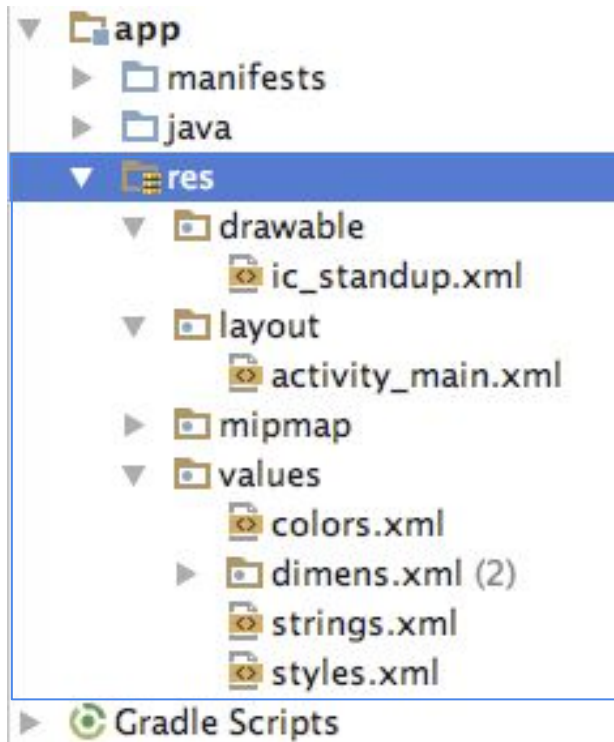 app
manifests
java
res
drawable
ic_standup.xml
layout
activity_main.xml
mipmap
values
colors.xml
dimens.xml (2)
strings.xml
styles.xml
Gradle Scripts